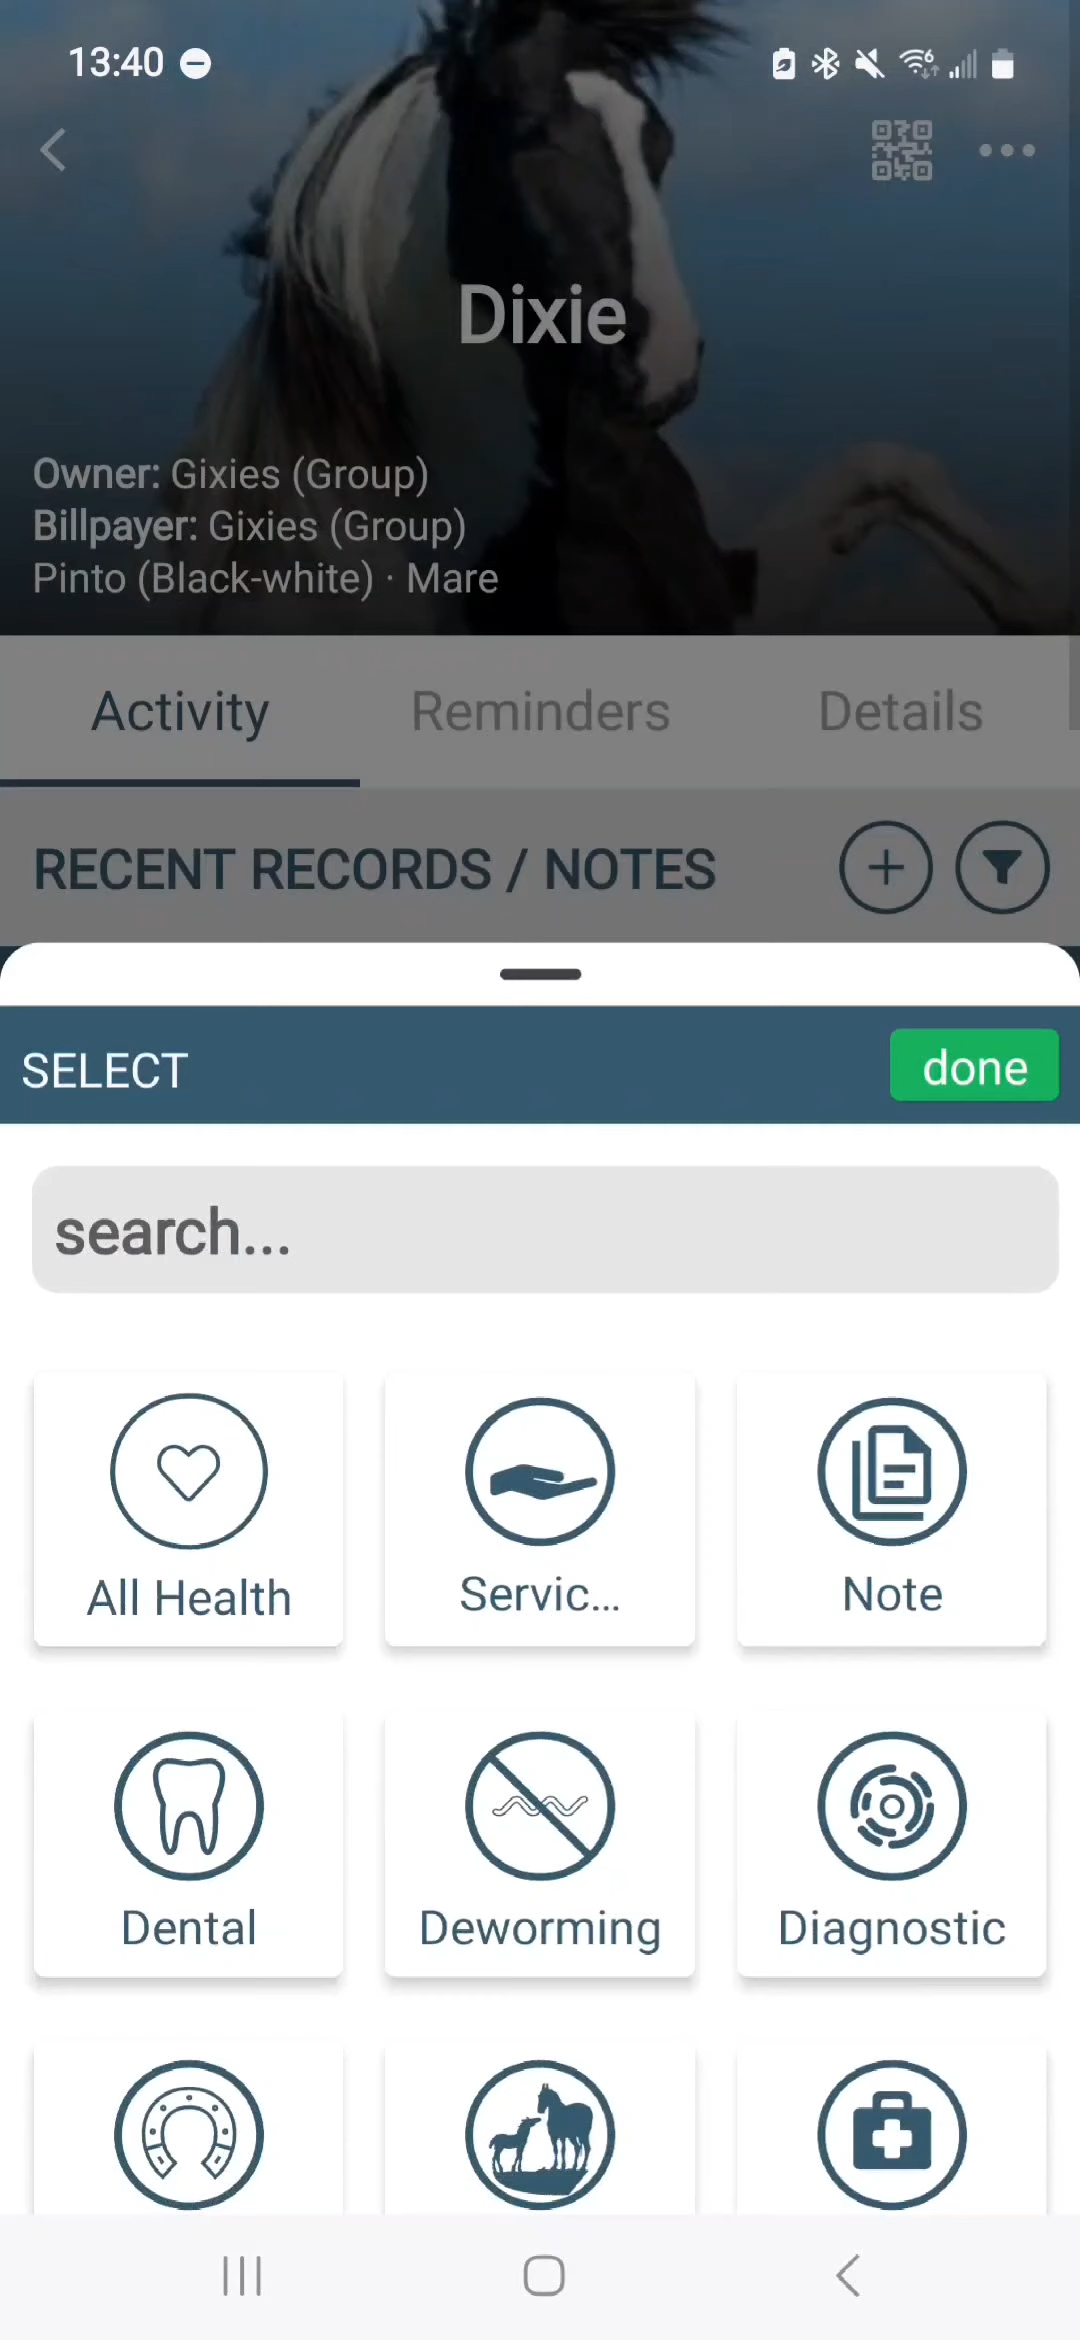 13:40
Dixie
Owner: Gixies (Group)
Billpayer: Gixies (Group)
Pinto (Black-white) · Mare
Activity Reminders Details
RECENT RECORDS / NOTES
SELECT done
search...
All Health Servic... Note
Dental Deworming Diagnostic